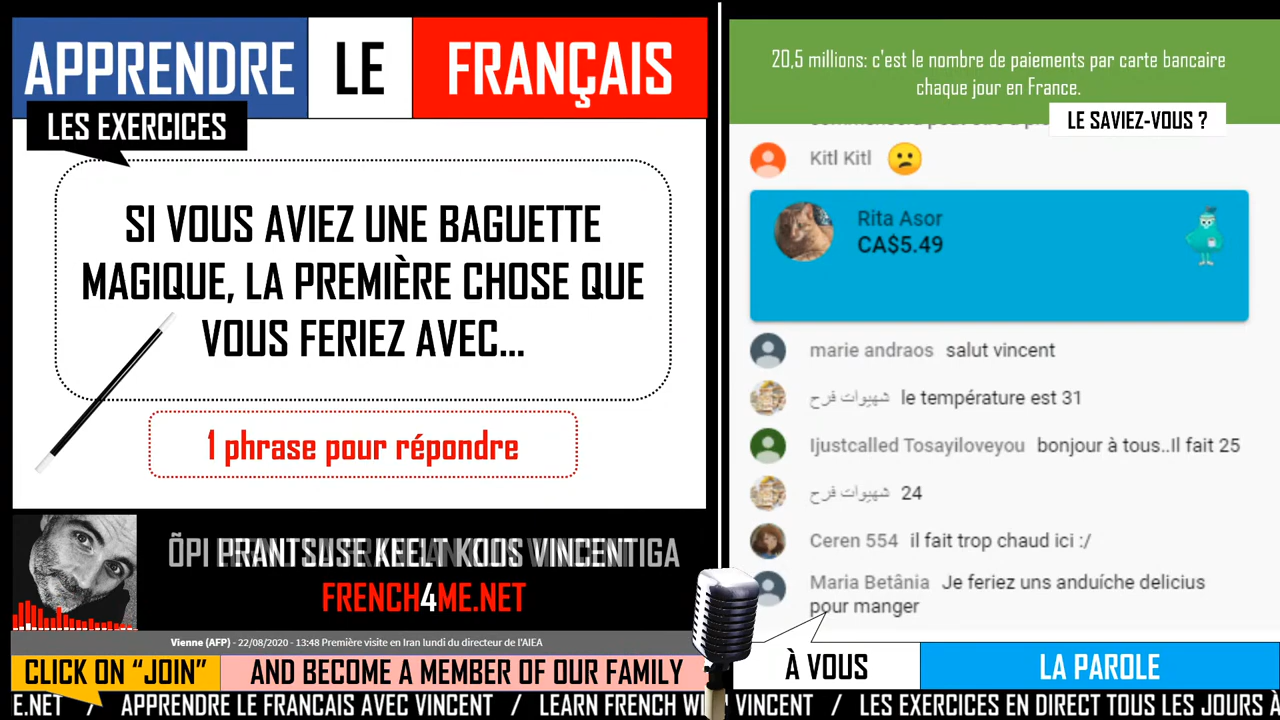 APPRENDRE LE FRANÇAIS
LES EXERCICES
SI VOUS AVIEZ UNE BAGUETTE
MAGIQUE, LA PREMIÈRE CHOSE QUE
VOUS FERIEZ AVEC...
1 phrase pour répondre
ÕPI PRANTSUSE KEELT KOOS VINCENTIGA
FRENCH4ME.NET
Vienne (AFP) - 22/08/2020 - 13:48 Première visite en Iran lundi du directeur de l'AIEA
CLICK ON “JOIN” AND BECOME A MEMBER OF OUR FAMILY
20,5 millions: c'est le nombre de paiements par carte bancaire
chaque jour en France.
LE SAVIEZ-VOUS ?
Kitl Kitl
Rita Asor
CA$5.49
marie andraos salut vincent
شهيوات فرح le température est 31
Ijustcalled Tosayiloveyou bonjour à tous..Il fait 25
شهيوات فرح 24
Ceren 554 il fait trop chaud ici :/
Maria Betânia Je feriez uns anduíche delicius
pour manger
À VOUS LA PAROLE
E.NET / APPRENDRE LE FRANCAIS AVEC VINCENT / LEARN FRENCH VINCENT / LES EXERCICES EN DIRECT TOUS LES JOURS À